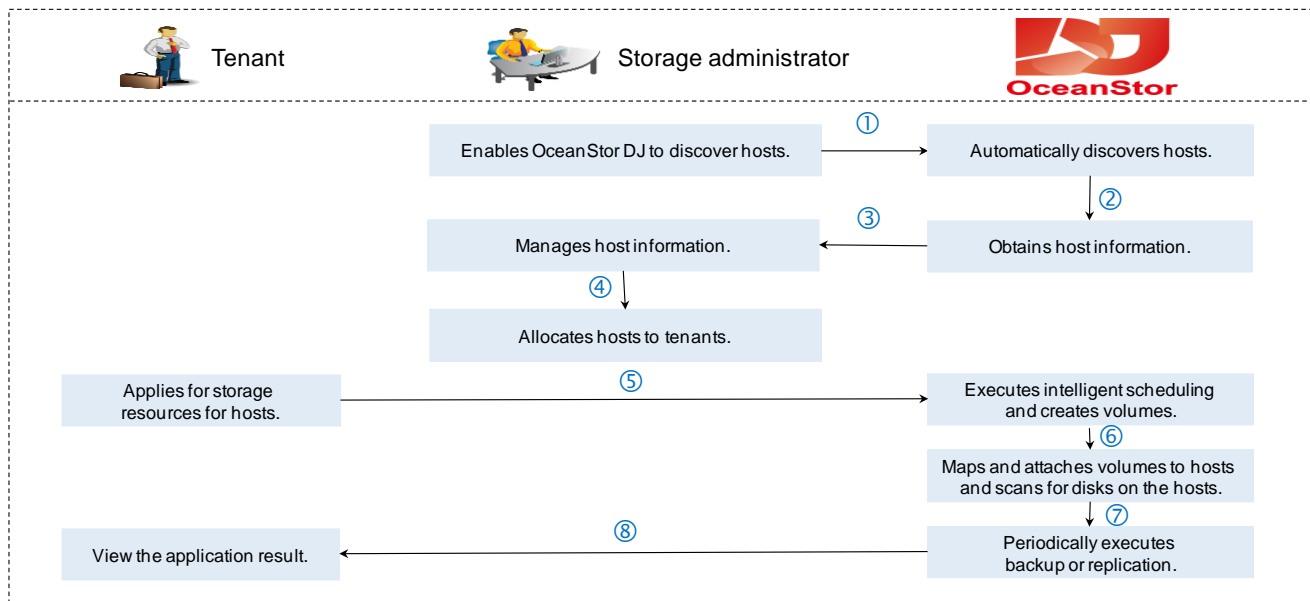 Tenant
Storage administrator
OceanStor
①
Enables OceanStor DJ to discover hosts.
Automatically discovers hosts.
②
③
Manages host information.
Obtains host information.
④
Allocates hosts to tenants.
⑤
Applies for storage
resources for hosts.
Executes intelligent scheduling
and creates volumes.
⑥
Maps and attaches volumes to hosts
and scans for disks on the hosts.
⑦
⑧
View the application result.
Periodically executes
backup or replication.